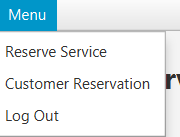 Menu
Reserve Service
Customer Reservation
Log Out